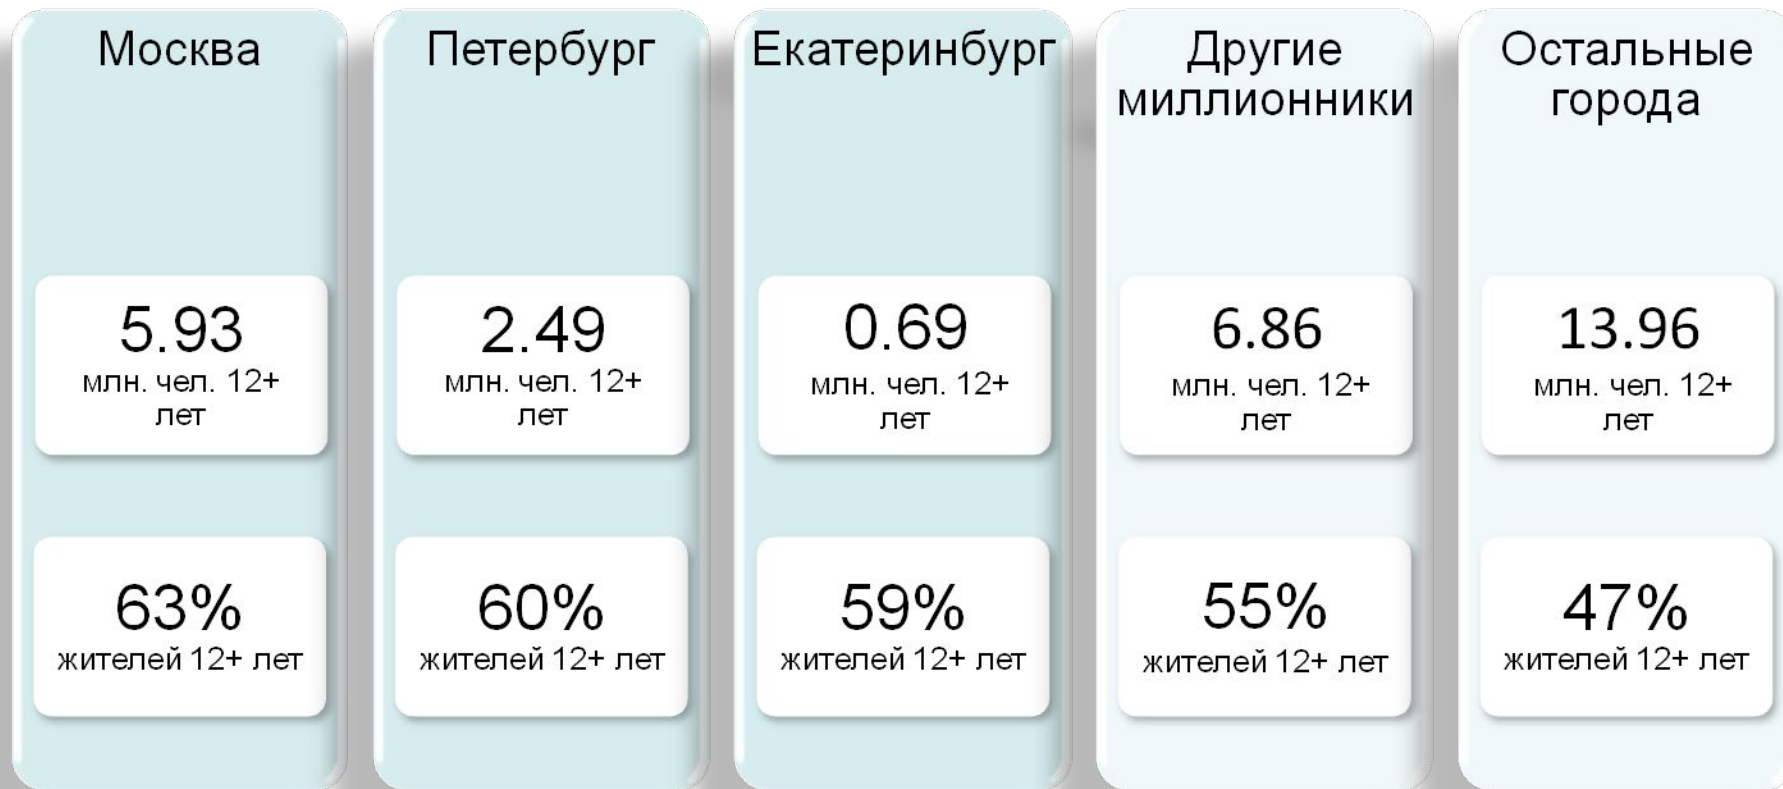 Москва
5.93
млн. чел. 12+
лет
63%
жителей 12+ лет
Петербург
2.49
млн. чел. 12+
лет
60%
жителей 12+ лет
Екатеринбург
0.69
млн. чел. 12+
лет
59%
жителей 12+ лет
Другие
миллионники
6.86
млн. чел. 12+
лет
55%
жителей 12+ лет
Остальные
города
13.96
млн. чел. 12+
лет
47%
жителей 12+ лет